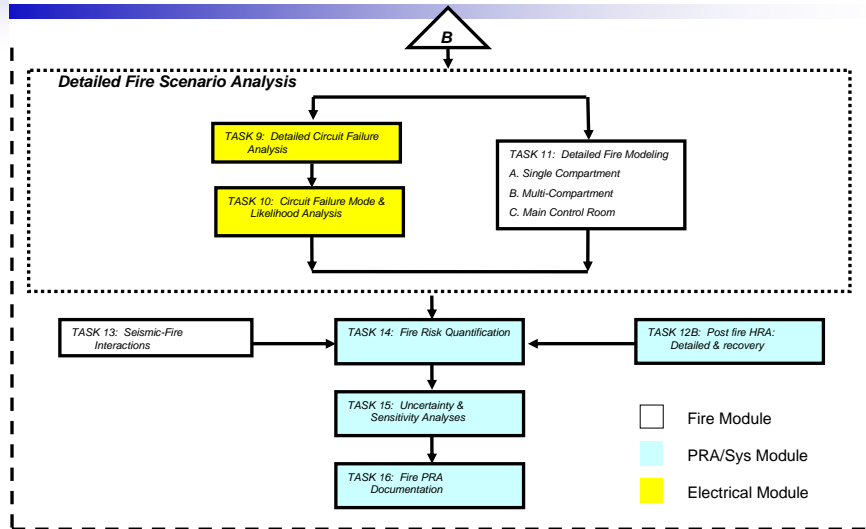 B
Detailed Fire Scenario Analysis
TASK 9: Detailed Circuit Failure
Analysis
TASK 10: Circuit Failure Mode &
Likelihood Analysis
TASK 11: Detailed Fire Modeling
A. Single Compartment
B. Multi-Compartment
C. Main Control Room
TASK 13: Seismic-Fire
Interactions
TASK 14: Fire Risk Quantification
TASK 12B: Post fire HRA:
Detailed & recovery
TASK 15: Uncertainty &
Sensitivity Analyses
TASK 16: Fire PRA
Documentation
Fire Module
PRA/Sys Module
Electrical Module